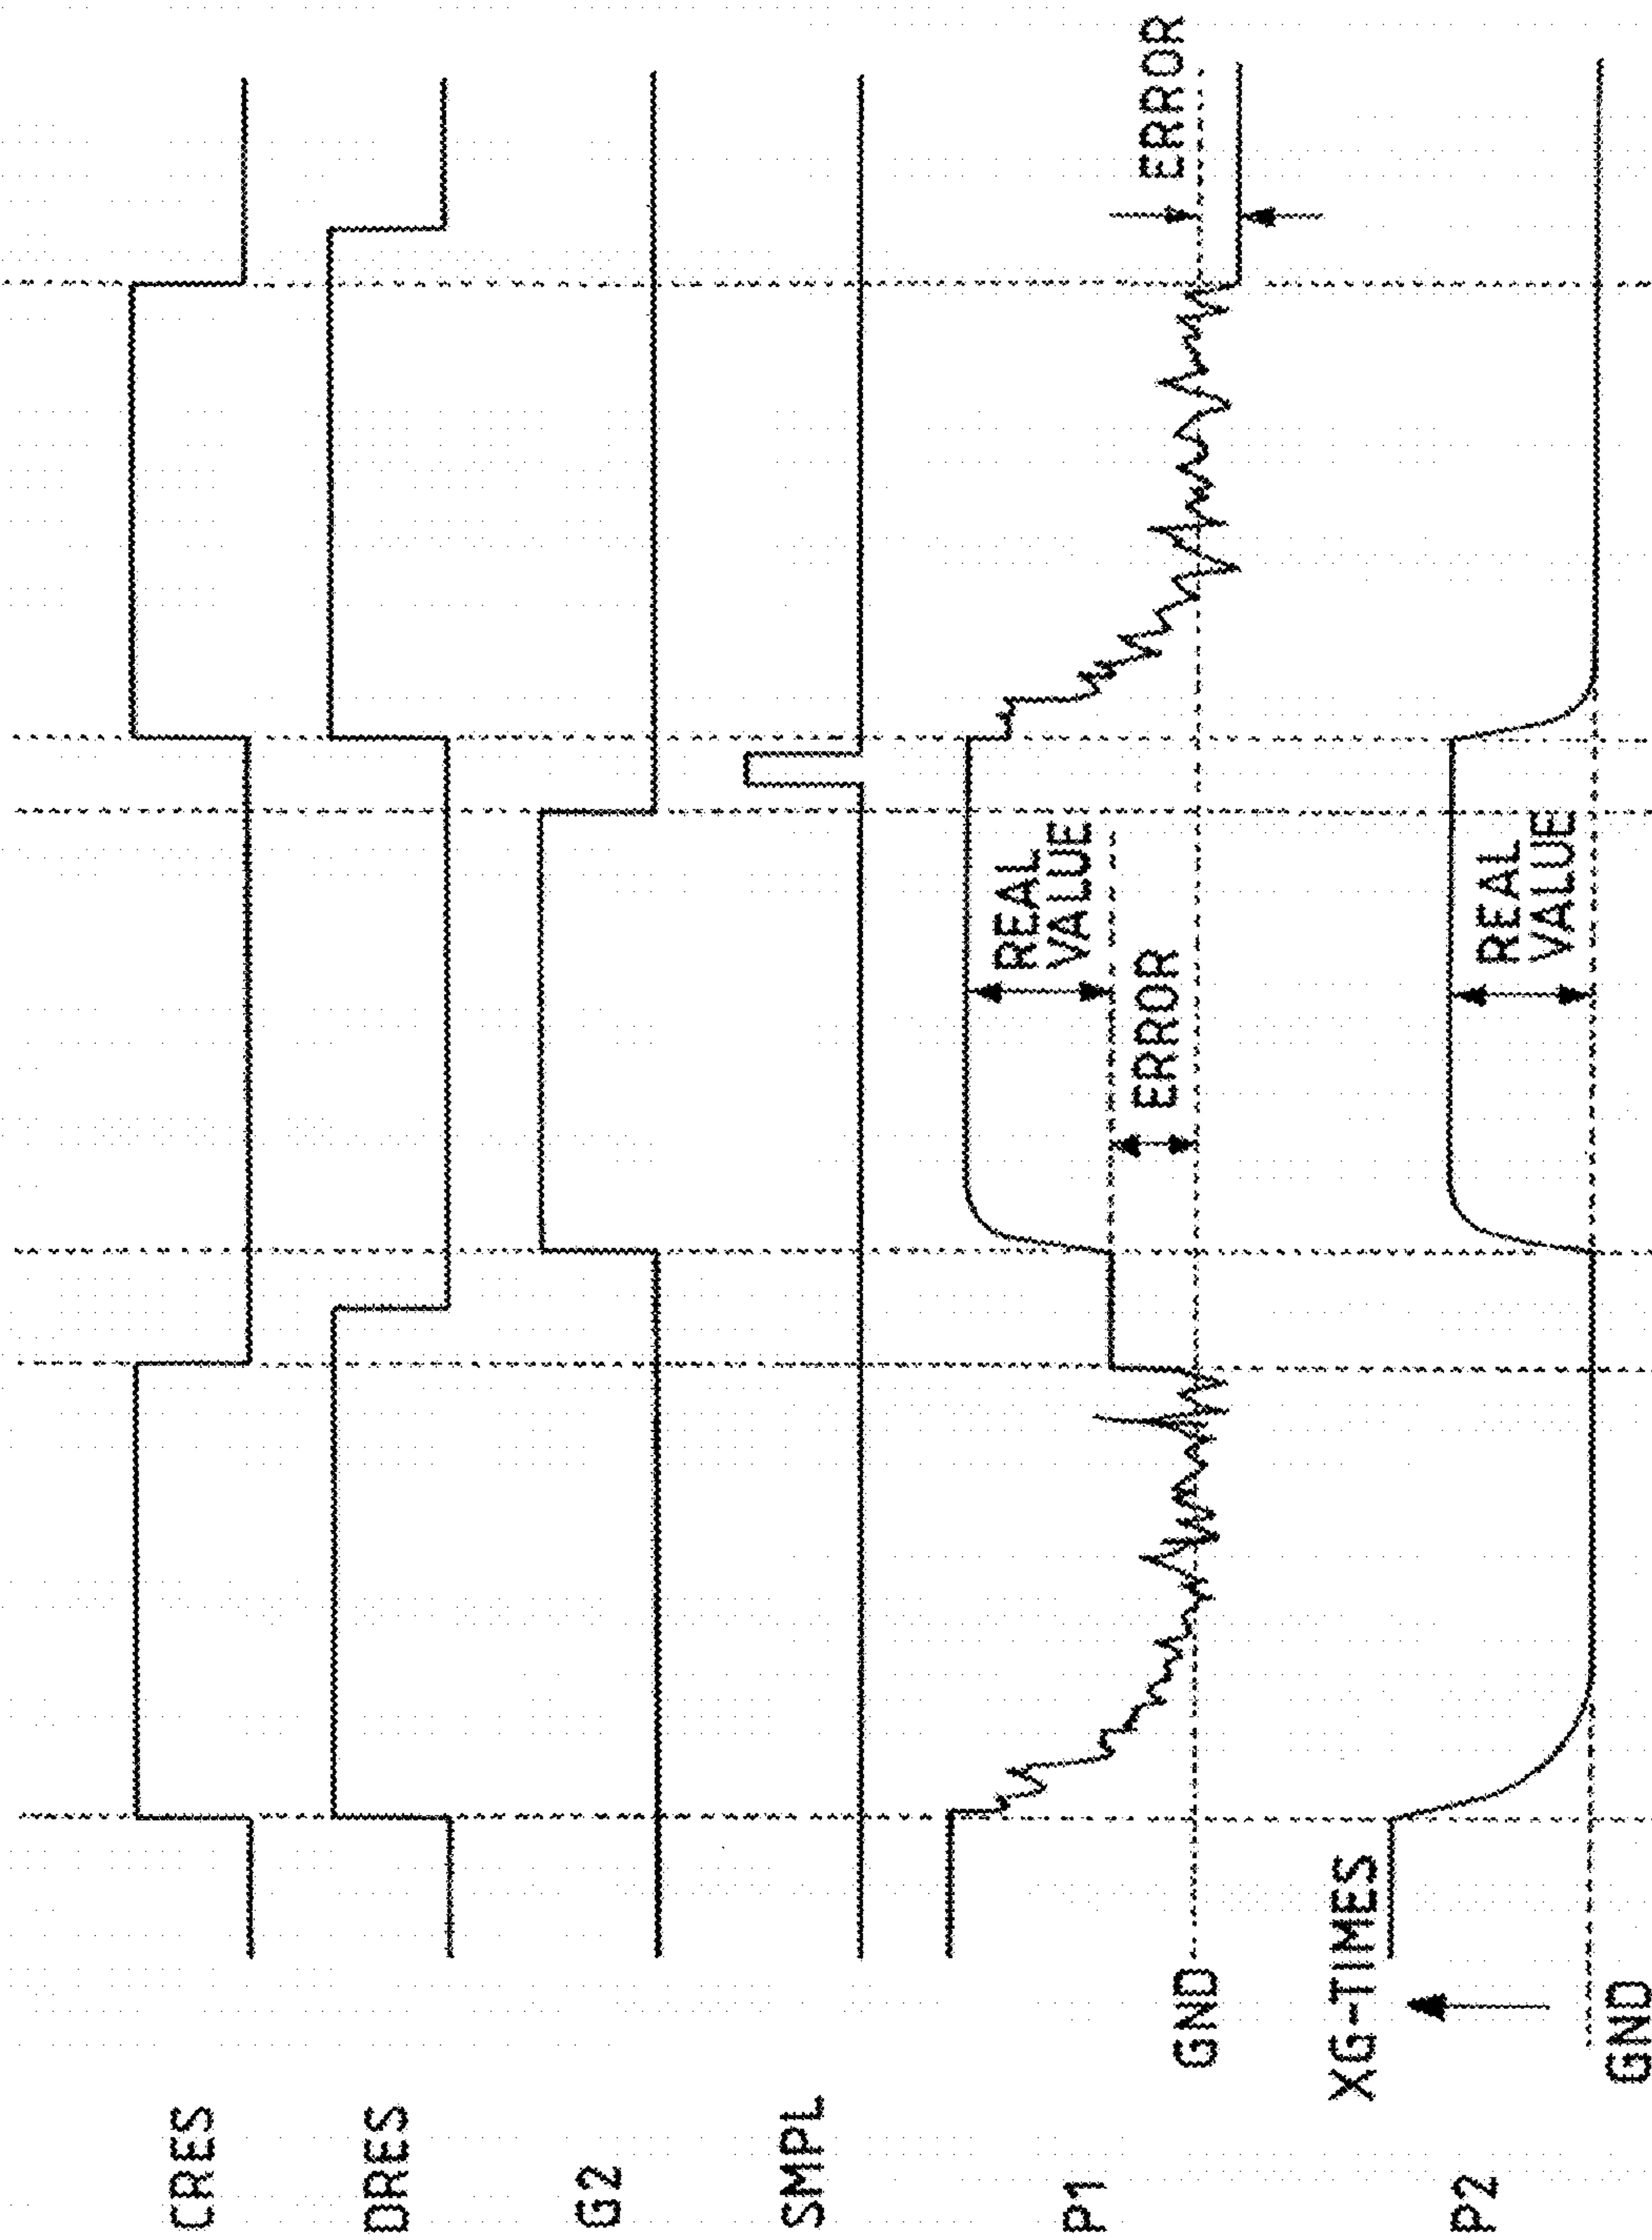 CRES
DRES
G2
SMPL
P1
GND
ERROR
REAL
VALUE
ERROR
P2
XG-TIMES
GND
REAL
VALUE